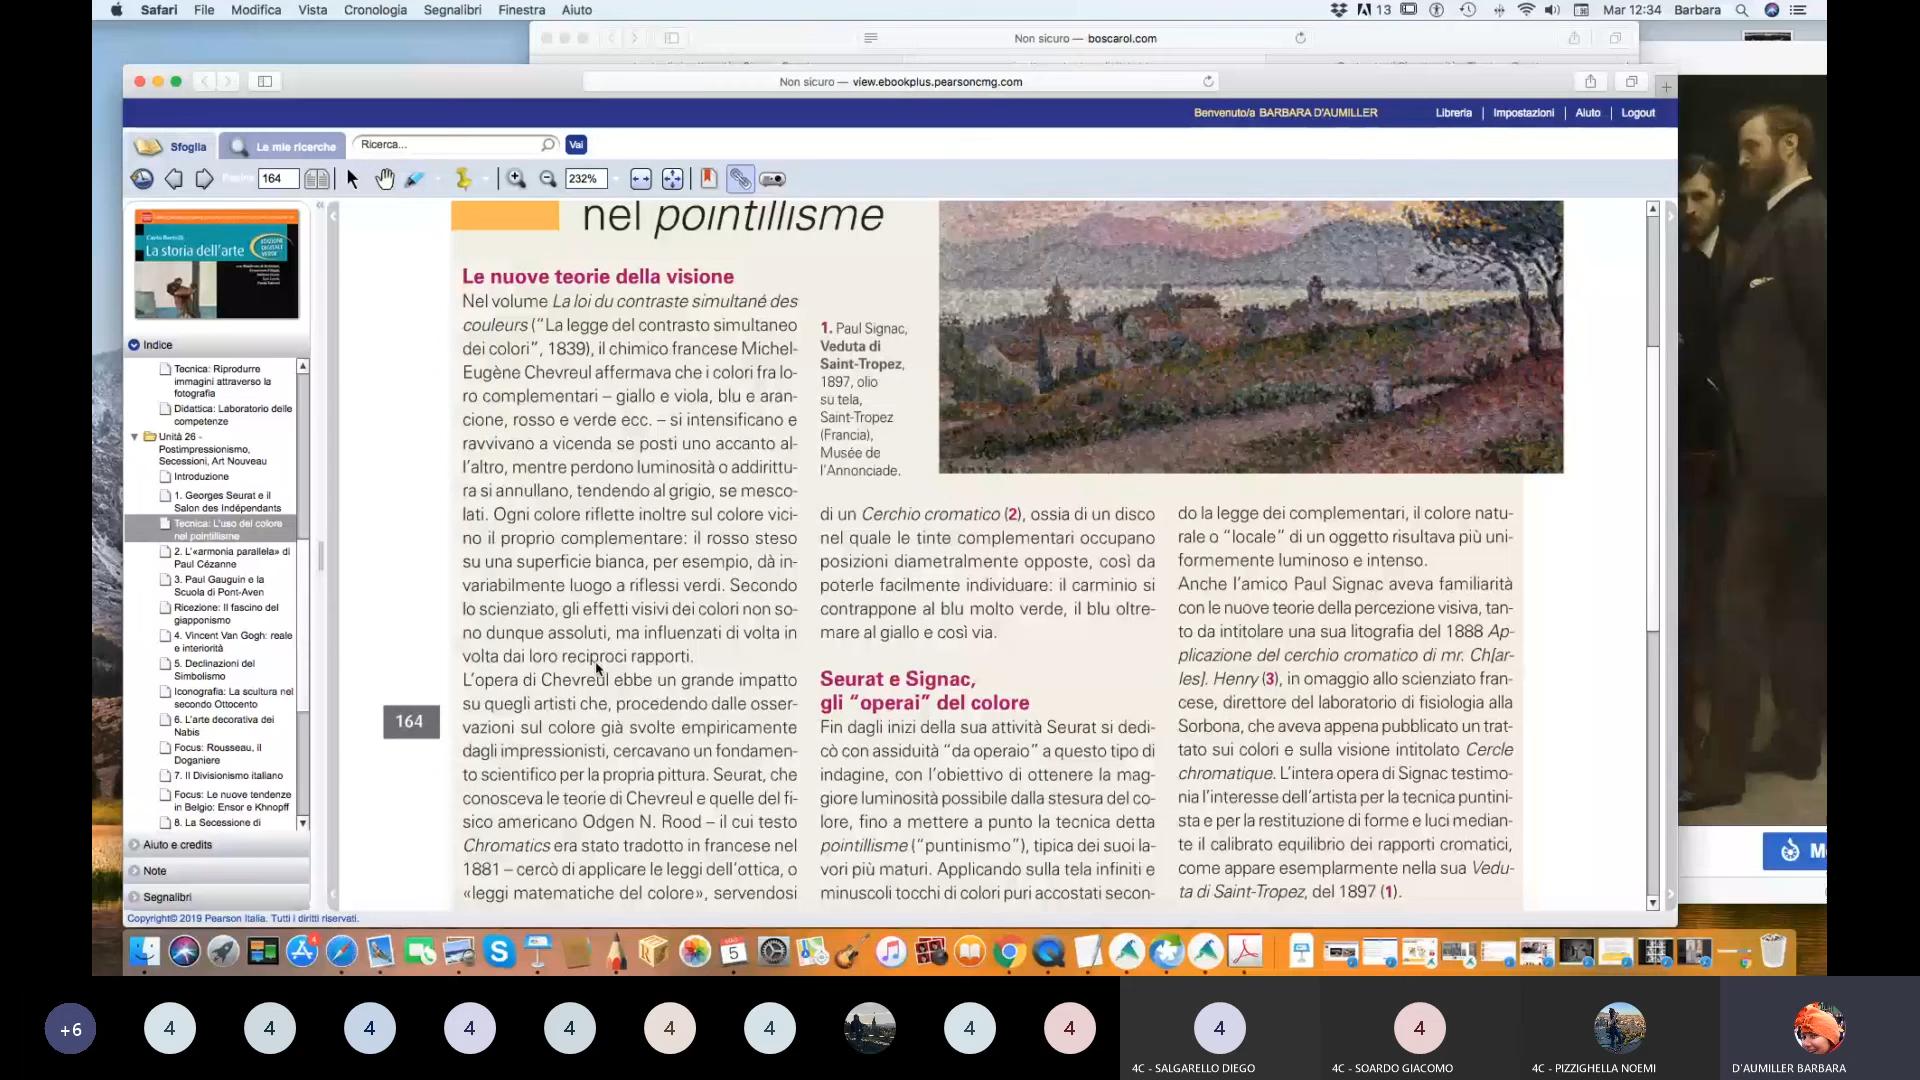 Safari File Modifica Vista Cronologia Segnalibri Finestra Aiuto
13 Mar 12:34 Barbara
Non sicuro — boscarol.com
Non sicuro — view.ebookplus.pearsoncmg.com
Benvenuto/a BARBARA D'AUMILLER Libreria | Impostazioni | Aiuto | Logout
Sfoglia
Le mie ricerche
Ricerca...
Vai
164
232%
Carlo Bertelli
La storia dell'arte
EDIZIONE
DIGITALE
VERDE
Indice
Tecnica: Riprodurre
immagini attraverso la
fotografia
Didattica: Laboratorio delle
competenze
Unità 26 -
Postimpressionismo,
Secessioni, Art Nouveau
Introduzione
1. Georges Seurat e il
Salon des Indépendants
Tecnica: L'uso del colore
nel pointillisme
2. L'«armonia parallela» di
Paul Cézanne
3. Paul Gauguin e la
Scuola di Pont-Aven
Ricezione: Il fascino del
giapponismo
4. Vincent Van Gogh: reale
e interiorità
5. Declinazioni del
Simbolismo
Iconografia: La scultura nel
secondo Ottocento
6. L'arte decorativa dei
Nabis
Focus: Rousseau, il
Doganiere
7. Il Divisionismo italiano
Focus: Le nuove tendenze
in Belgio: Ensor e Khnopff
8. La Secessione di
Aiuto e credits
Note
Segnalibri
Copyright© 2019 Pearson Italia. Tutti i diritti riservati.
nel pointillisme
Le nuove teorie della visione
Nel volume La loi du contraste simultané des
couleurs ("La legge del contrasto simultaneo
dei colori", 1839), il chimico francese Michel-
Eugène Chevreul affermava che i colori fra lo-
ro complementari – giallo e viola, blu e aran-
cione, rosso e verde ecc. – si intensificano e
ravvivano a vicenda se posti uno accanto al-
l'altro, mentre perdono luminosità o addirittu-
ra si annullano, tendendo al grigio, se mesco-
lati. Ogni colore riflette inoltre sul colore vici-
no il proprio complementare: il rosso steso
su una superficie bianca, per esempio, dà in-
variabilmente luogo a riflessi verdi. Secondo
lo scienziato, gli effetti visivi dei colori non so-
no dunque assoluti, ma influenzati di volta in
volta dai loro reciproci rapporti.
L'opera di Chevreul ebbe un grande impatto
su quegli artisti che, procedendo dalle osser-
vazioni sul colore già svolte empiricamente
dagli impressionisti, cercavano un fondamen-
to scientifico per la propria pittura. Seurat, che
conosceva le teorie di Chevreul e quelle del fi-
sico americano Odgen N. Rood – il cui testo
Chromatics era stato tradotto in francese nel
1881 – cercò di applicare le leggi dell'ottica, o
«leggi matematiche del colore», servendosi
164
1. Paul Signac,
Veduta di
Saint-Tropez,
1897, olio
su tela,
Saint-Tropez
(Francia),
Musée de
l'Annonciade.
di un Cerchio cromatico (2), ossia di un disco
nel quale le tinte complementari occupano
posizioni diametralmente opposte, così da
poterle facilmente individuare: il carminio si
contrappone al blu molto verde, il blu oltre-
mare al giallo e così via.
Seurat e Signac,
gli "operai" del colore
Fin dagli inizi della sua attività Seurat si dedi-
cò con assiduità "da operaio" a questo tipo di
indagine, con l'obiettivo di ottenere la mag-
giore luminosità possibile dalla stesura del co-
lore, fino a mettere a punto la tecnica detta
pointillisme ("puntinismo"), tipica dei suoi la-
vori più maturi. Applicando sulla tela infiniti e
minuscoli tocchi di colori puri accostati secon-
do la legge dei complementari, il colore natu-
rale o "locale" di un oggetto risultava più uni-
formemente luminoso e intenso.
Anche l'amico Paul Signac aveva familiarità
con le nuove teorie della percezione visiva, tan-
to da intitolare una sua litografia del 1888 Ap-
plicazione del cerchio cromatico di mr. Ch[ar-
les]. Henry (3), in omaggio allo scienziato fran-
cese, direttore del laboratorio di fisiologia alla
Sorbona, che aveva appena pubblicato un trat-
tato sui colori e sulla visione intitolato Cercle
chromatique. L'intera opera di Signac testimo-
nia l'interesse dell'artista per la tecnica puntini-
sta e per la restituzione di forme e luci median-
te il calibrato equilibrio dei rapporti cromatici,
come appare esemplarmente nella sua Vedu-
ta di Saint-Tropez, del 1897 (1).
M
4
5
+6 4 4 4 4 4 4 4 4 4 4 4
4C - SALGARELLO DIEGO 4C - SOARDO GIACOMO 4C - PIZZIGHELLA NOEMI D'AUMILLER BARBARA